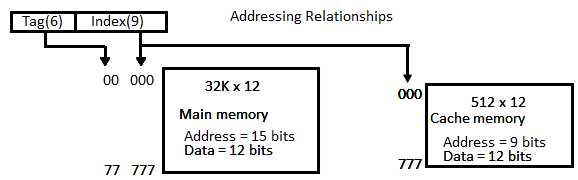 Addressing Relationships
Tag(6) Index(9)
00 000
32K x 12
Main memory
Address = 15 bits
Data = 12 bits
77 777
000
512 x 12
Cache memory
Address = 9 bits
Data = 12 bits
777